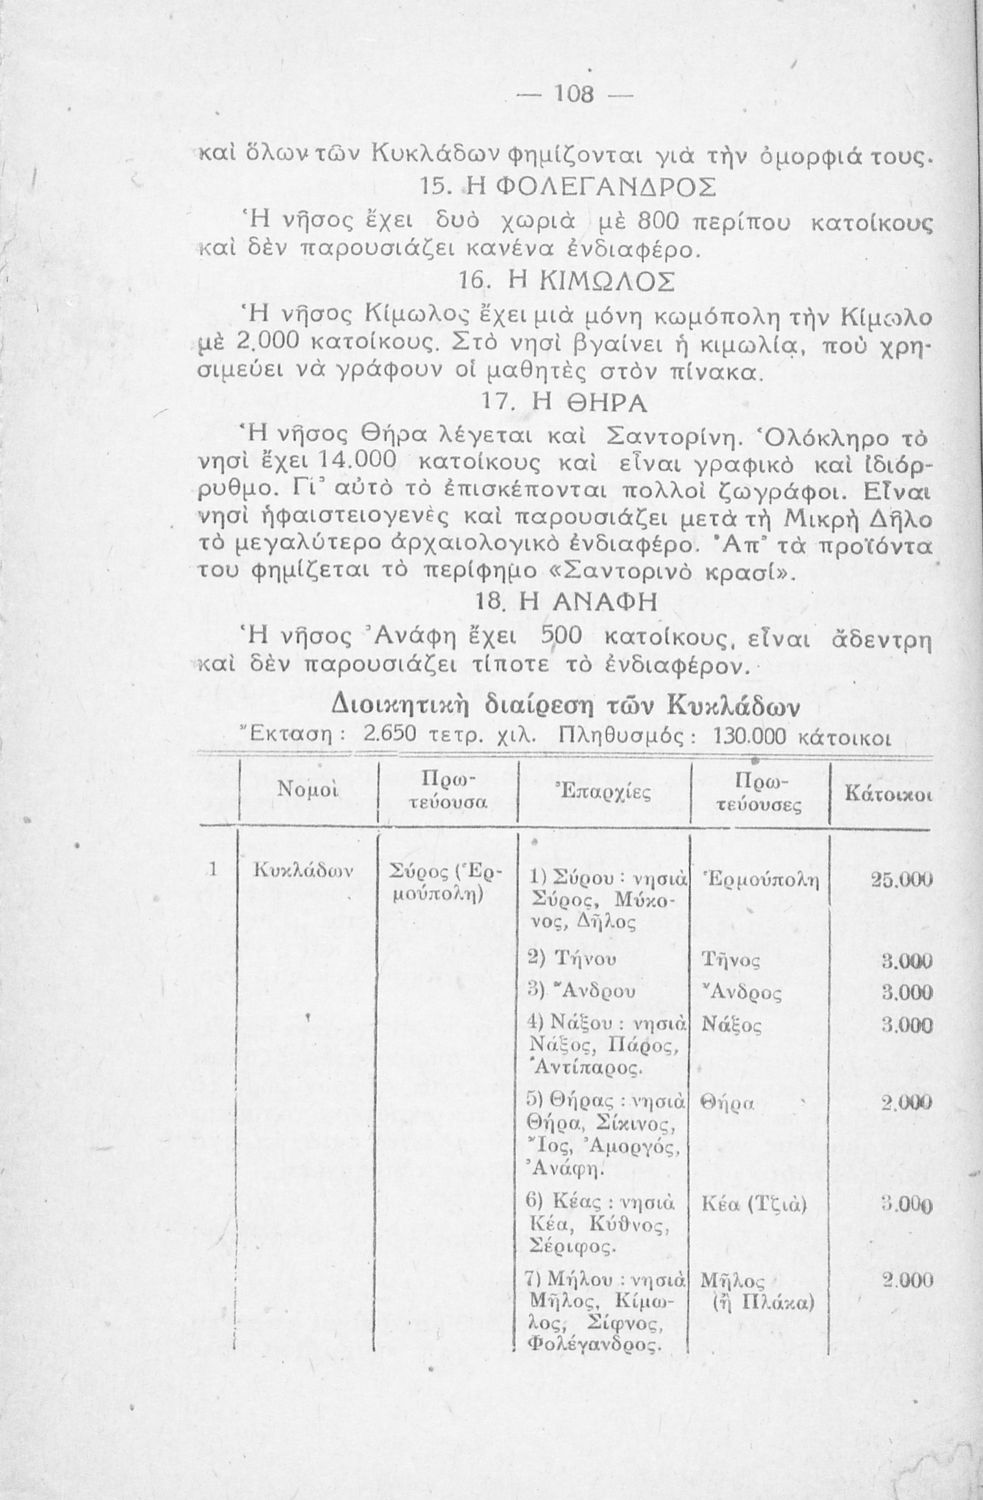 — 108 —
καὶ ὅλων τῶν Κυκλάδων φημίζονται γιὰ τὴν ὀμορφιά τους.
15. Η ΦΟΛΕΓΑΝΔΡΟΣ
Ἡ νῆσος ἔχει δυὸ χωριὰ μὲ 800 περίπου κατοίκους
καὶ δὲν παρουσιάζει κανένα ἐνδιαφέρο.
16. Η ΚΙΜΩΛΟΣ
Ἡ νῆσος Κίμωλος ἔχει μιὰ μόνη κωμόπολη τὴν Κίμωλο
μὲ 2.000 κατοίκους. Στὸ νησὶ βγαίνει ἡ κιμωλία, ποὺ χρη-
σιμεύει νὰ γράφουν οἱ μαθητὲς στὸν πίνακα.
17. Η ΘΗΡΑ
Ἡ νῆσος Θήρα λέγεται καὶ Σαντορίνη. Ὁλόκληρο τὸ
νησὶ ἔχει 14.000 κατοίκους καὶ εἶναι γραφικὸ καὶ ἰδιόρ-
ρυθμο. Γι᾿ αὐτὸ τὸ ἐπισκέπονται πολλοὶ ζωγράφοι. Εἶναι
νησὶ ἡφαιστειογενὲς καὶ παρουσιάζει μετὰ τὴ Μικρὴ Δῆλο
τὸ μεγαλύτερο ἀρχαιολογικὸ ἐνδιαφέρο. Ἀπ᾿ τὰ προϊόντα
του φημίζεται τὸ περίφημο «Σαντορινὸ κρασί».
18. Η ΑΝΑΦΗ
Ἡ νῆσος Ἀνάφη ἔχει 500 κατοίκους, εἶναι ἄδεντρη
καὶ δὲν παρουσιάζει τίποτε τὸ ἐνδιαφέρον.
Διοικητικὴ διαίρεση τῶν Κυκλάδων
Ἔκταση : 2.650 τετρ. χιλ. Πληθυσμός : 130.000 κάτοικοι
Νομοὶ Πρω- Ἐπαρχίες Πρω- Κάτοικοι
τεύουσα τεύουσες
1 Κυκλάδων Σύρος (Ἑρ- 1) Σύρου : νησιὰ Ἑρμούπολη 25.000
μούπολη) Σύρος, Μύκο-
νος, Δῆλος
2) Τήνου Τῆνος 3.000
3) Ἄνδρου Ἄνδρος 3.000
4) Νάξου : νησιὰ Νάξος 3.000
Νάξος, Πάρος,
Ἀντίπαρος.
5) Θήρας : νησιὰ Θήρα 2.000
Θήρα, Σίκινος,
Ἴος, Ἀμοργός,
Ἀνάφη.
6) Κέας : νησιὰ Κέα (Τζιὰ) 3.000
Κέα, Κύθνος,
Σέριφος.
7) Μήλου : νησιὰ Μῆλος 2.000
Μῆλος, Κίμω- (ἢ Πλάκα)
λος, Σίφνος,
Φολέγανδρος.